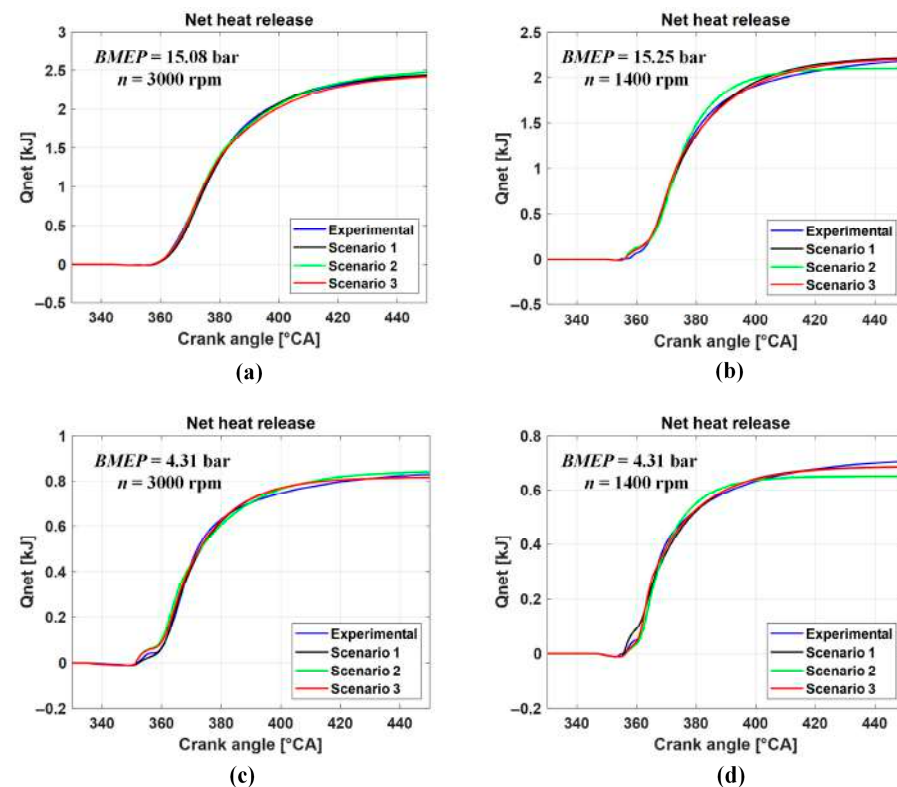 Net heat release
BMEP = 15.08 bar
n = 3000 rpm
Qnet [kJ]
3
2.5
2
1.5
1
0.5
0
–0.5
Experimental
Scenario 1
Scenario 2
Scenario 3
340 360 380 400 420 440
Crank angle [°CA]
(a)
Net heat release
BMEP = 15.25 bar
n = 1400 rpm
Qnet [kJ]
2.5
2
1.5
1
0.5
0
–0.5
Experimental
Scenario 1
Scenario 2
Scenario 3
340 360 380 400 420 440
Crank angle [°CA]
(b)
Net heat release
BMEP = 4.31 bar
n = 3000 rpm
Qnet [kJ]
1
0.8
0.6
0.4
0.2
0
–0.2
Experimental
Scenario 1
Scenario 2
Scenario 3
340 360 380 400 420 440
Crank angle [°CA]
(c)
Net heat release
BMEP = 4.31 bar
n = 1400 rpm
Qnet [kJ]
0.8
0.6
0.4
0.2
0
–0.2
Experimental
Scenario 1
Scenario 2
Scenario 3
340 360 380 400 420 440
Crank angle [°CA]
(d)